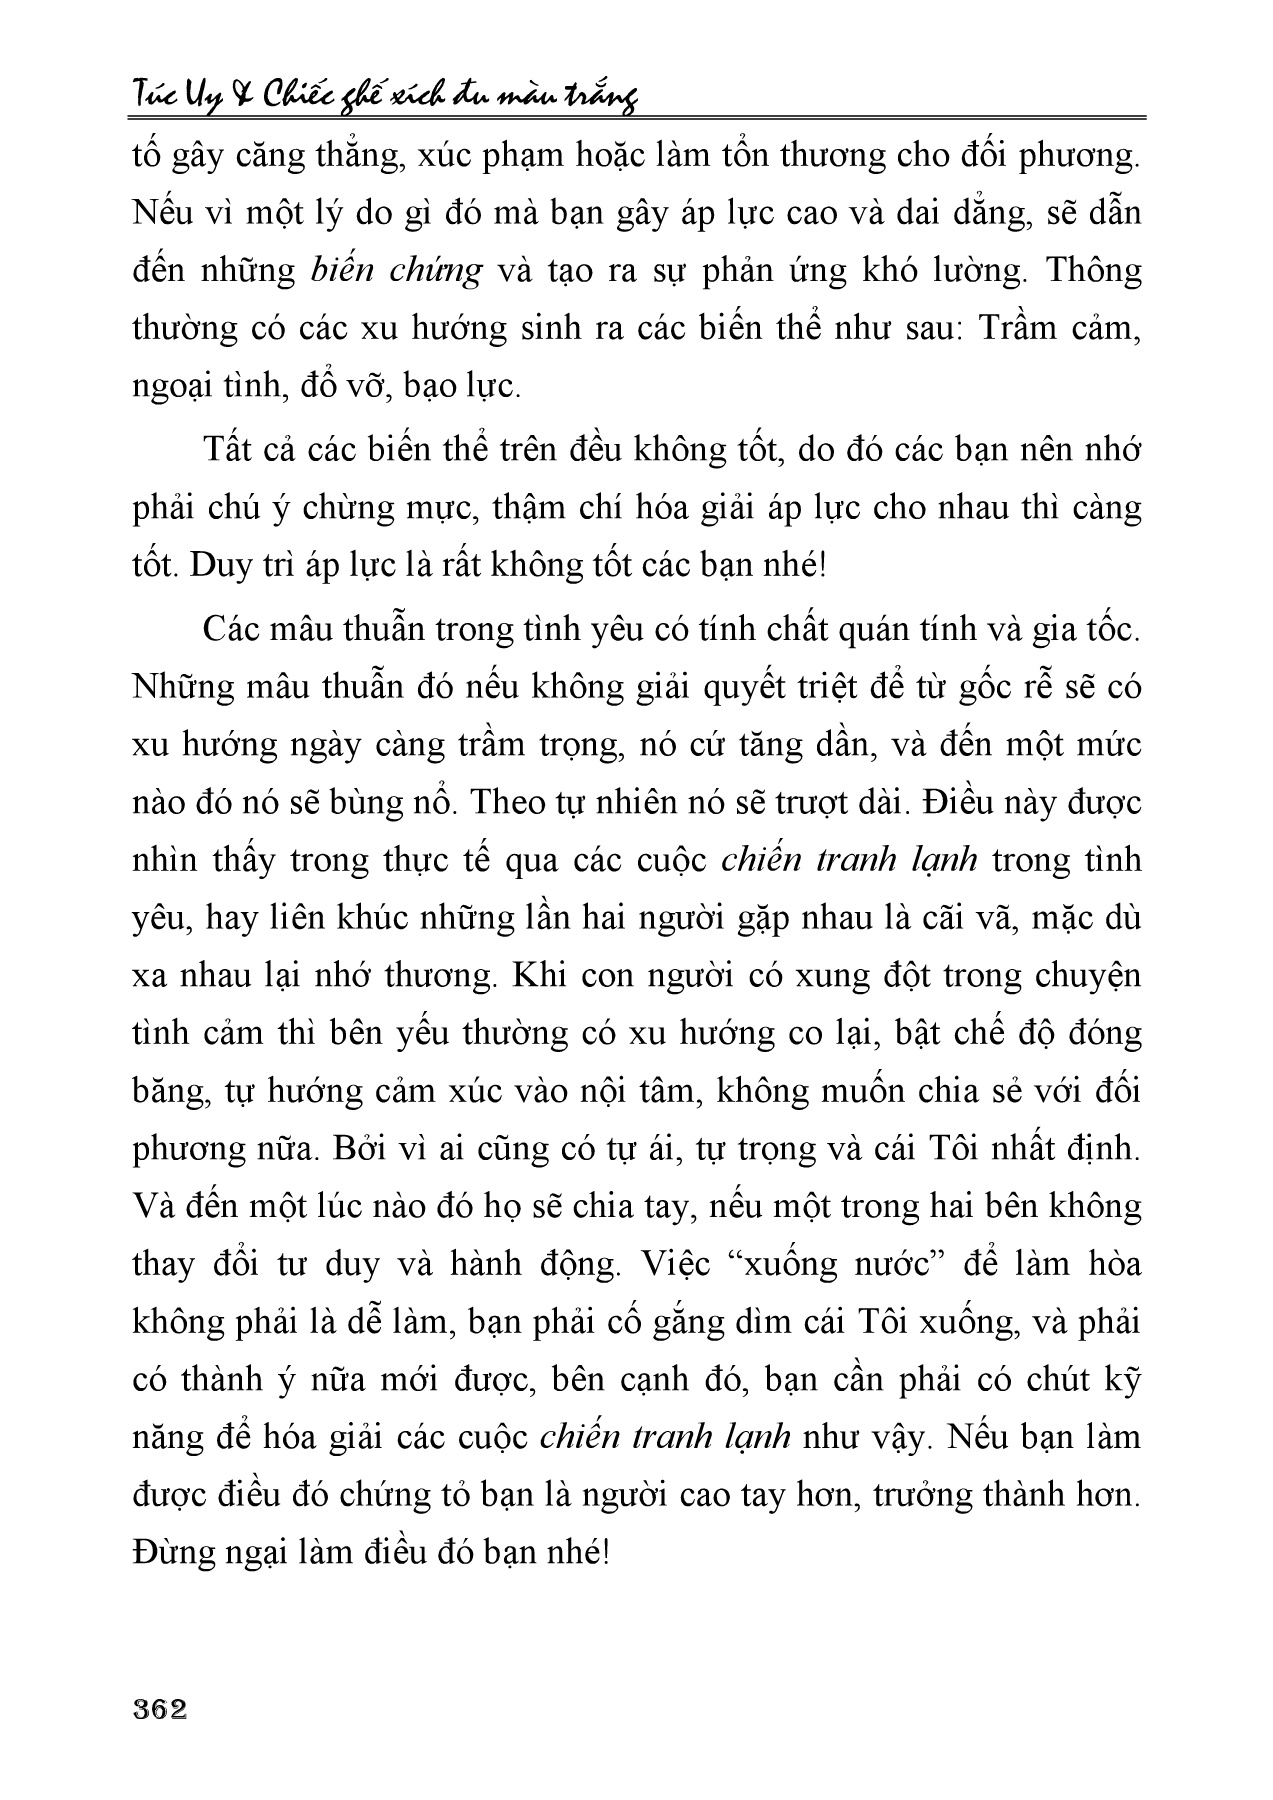 Túc Uy & Chiếc ghế xích đu màu trắng
tố gây căng thẳng, xúc phạm hoặc làm tổn thương cho đối phương.
Nếu vì một lý do gì đó mà bạn gây áp lực cao và dai dẳng, sẽ dẫn
đến những biến chứng và tạo ra sự phản ứng khó lường. Thông
thường có các xu hướng sinh ra các biến thể như sau: Trầm cảm,
ngoại tình, đổ vỡ, bạo lực.
Tất cả các biến thể trên đều không tốt, do đó các bạn nên nhớ
phải chú ý chừng mực, thậm chí hóa giải áp lực cho nhau thì càng
tốt. Duy trì áp lực là rất không tốt các bạn nhé!
Các mâu thuẫn trong tình yêu có tính chất quán tính và gia tốc.
Những mâu thuẫn đó nếu không giải quyết triệt để từ gốc rễ sẽ có
xu hướng ngày càng trầm trọng, nó cứ tăng dần, và đến một mức
nào đó nó sẽ bùng nổ. Theo tự nhiên nó sẽ trượt dài. Điều này được
nhìn thấy trong thực tế qua các cuộc chiến tranh lạnh trong tình
yêu, hay liên khúc những lần hai người gặp nhau là cãi vã, mặc dù
xa nhau lại nhớ thương. Khi con người có xung đột trong chuyện
tình cảm thì bên yếu thường có xu hướng co lại, bật chế độ đóng
băng, tự hướng cảm xúc vào nội tâm, không muốn chia sẻ với đối
phương nữa. Bởi vì ai cũng có tự ái, tự trọng và cái Tôi nhất định.
Và đến một lúc nào đó họ sẽ chia tay, nếu một trong hai bên không
thay đổi tư duy và hành động. Việc “xuống nước” để làm hòa
không phải là dễ làm, bạn phải cố gắng dìm cái Tôi xuống, và phải
có thành ý nữa mới được, bên cạnh đó, bạn cần phải có chút kỹ
năng để hóa giải các cuộc chiến tranh lạnh như vậy. Nếu bạn làm
được điều đó chứng tỏ bạn là người cao tay hơn, trưởng thành hơn.
Đừng ngại làm điều đó bạn nhé!
362